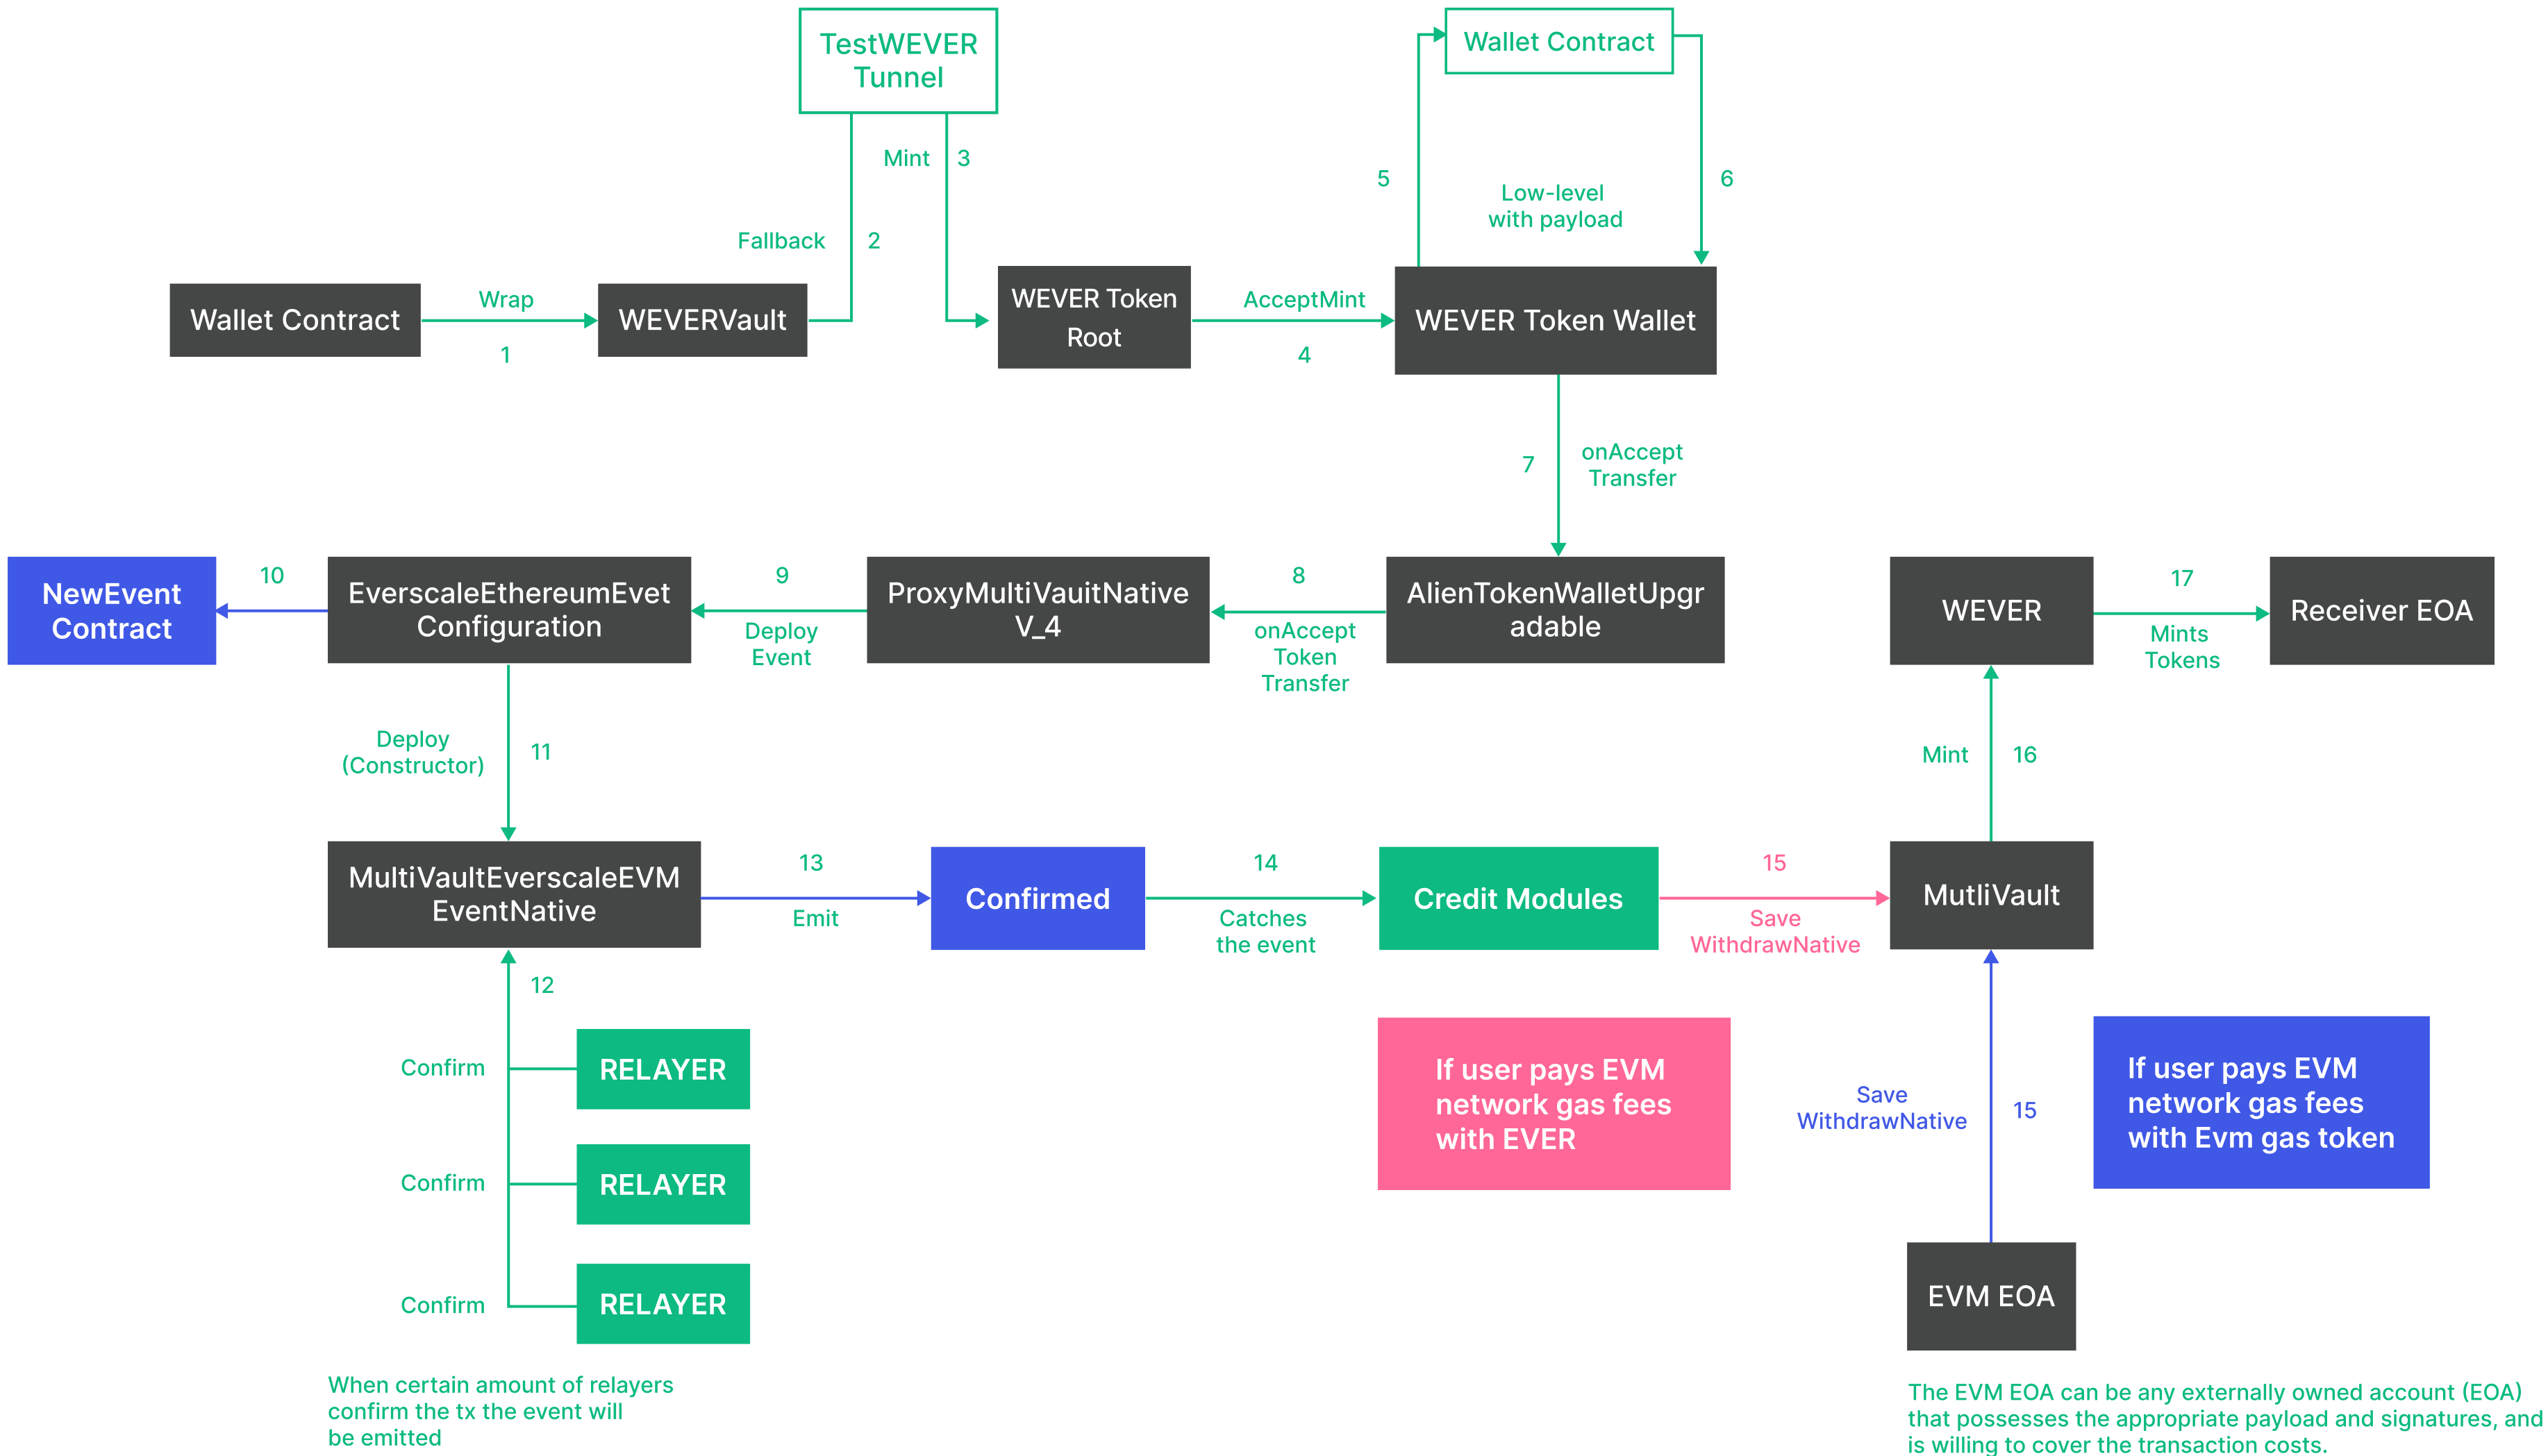 TestWEVER
Tunnel
Wallet Contract
Mint
3
5
6
Low-level
with payload
Fallback
2
Wallet Contract
Wrap
1
WEVERVault
WEVER Token
Root
AcceptMint
4
WEVER Token Wallet
7
onAccept
Transfer
NewEvent
Contract
10
EverscaleEthereumEvet
Configuration
9
Deploy
Event
ProxyMultiVauitNative
V_4
8
onAccept
Token
Transfer
AlienTokenWalletUpgr
adable
WEVER
17
Mints
Tokens
Receiver EOA
Deploy
(Constructor)
11
Mint
16
MultiVaultEverscaleEVM
EventNative
13
Emit
Confirmed
14
Catches
the event
Credit Modules
15
Save
WithdrawNative
MutliVault
12
Confirm
RELAYER
Confirm
RELAYER
Confirm
RELAYER
If user pays EVM
network gas fees
with EVER
Save
WithdrawNative
15
If user pays EVM
network gas fees
with Evm gas token
EVM EOA
When certain amount of relayers
confirm the tx the event will
be emitted
The EVM EOA can be any externally owned account (EOA)
that possesses the appropriate payload and signatures, and
is willing to cover the transaction costs.